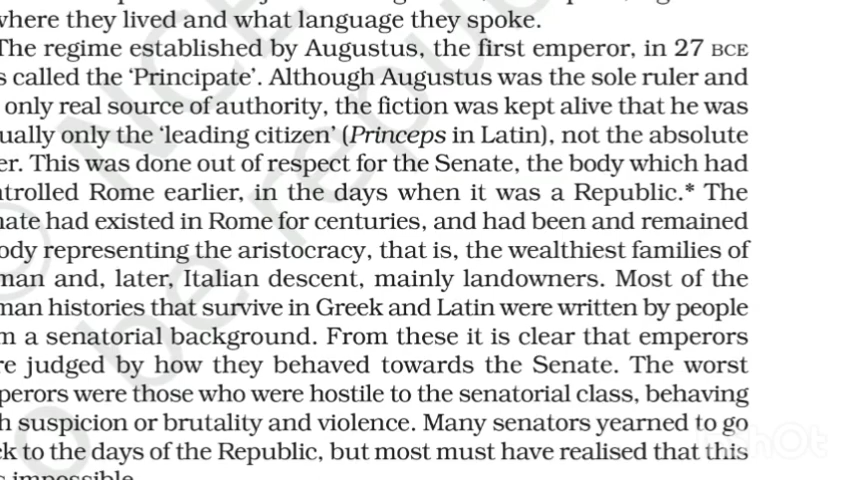 where they lived and what language they spoke.
The regime established by Augustus, the first emperor, in 27 BCE
s called the ‘Principate’. Although Augustus was the sole ruler and
only real source of authority, the fiction was kept alive that he was
ually only the ‘leading citizen’ (Princeps in Latin), not the absolute
er. This was done out of respect for the Senate, the body which had
ntrolled Rome earlier, in the days when it was a Republic.* The
nate had existed in Rome for centuries, and had been and remained
ody representing the aristocracy, that is, the wealthiest families of
man and, later, Italian descent, mainly landowners. Most of the
man histories that survive in Greek and Latin were written by people
m a senatorial background. From these it is clear that emperors
re judged by how they behaved towards the Senate. The worst
perors were those who were hostile to the senatorial class, behaving
h suspicion or brutality and violence. Many senators yearned to go
ck to the days of the Republic, but most must have realised that this
s impossible.